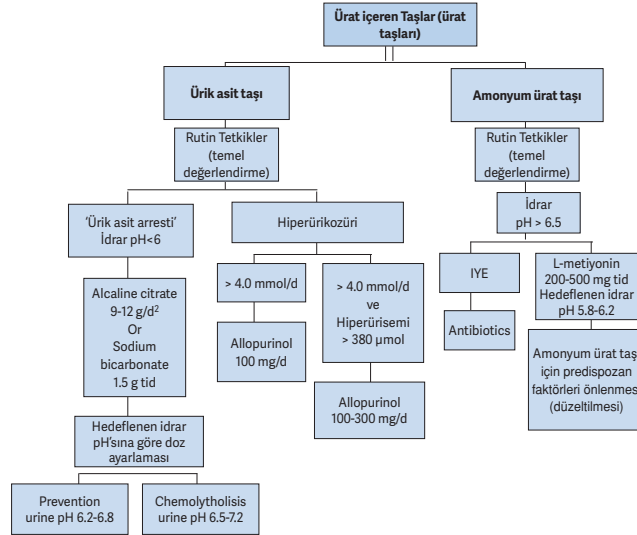 Ürat içeren Taşlar (ürat
taşları)
Ürik asit taşı
Amonyum ürat taşı
Rutin Tetkikler
(temel
değerlendirme)
Rutin Tetkikler
(temel
değerlendirme)
'Ürik asit arresti'
İdrar pH<6
Hiperürikozüri
İdrar
pH > 6.5
Alcaline citrate
9-12 g/d²
Or
Sodium
bicarbonate
1.5 g tid
> 4.0 mmol/d
> 4.0 mmol/d
ve
Hiperürisemi
> 380 µmol
IYE
L-metiyonin
200-500 mg tid
Hedeflenen idrar
pH 5.8-6.2
Allopurinol
100 mg/d
Antibiotics
Amonyum ürat taş
için predispozan
faktörleri önlenmes
(düzeltilmesi)
Allopurinol
100-300 mg/d
Hedeflenen idrar
pH'sına göre doz
ayarlaması
Prevention
urine pH 6.2-6.8
Chemolytholisis
urine pH 6.5-7.2